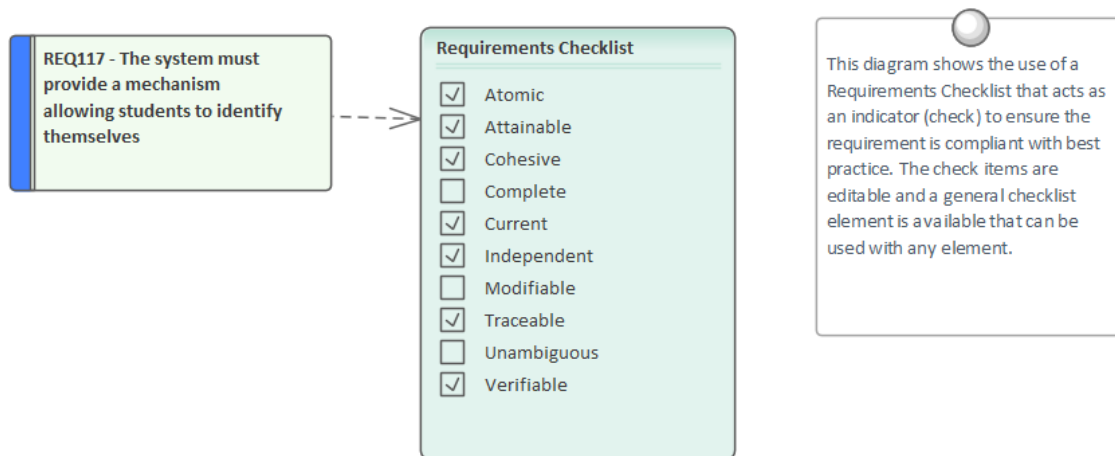 REQ117 - The system must
provide a mechanism
allowing students to identify
themselves
Requirements Checklist
Atomic
Attainable
Cohesive
Complete
Current
Independent
Modifiable
Traceable
Unambiguous
Verifiable
This diagram shows the use of a
Requirements Checklist that acts as
an indicator (check) to ensure the
requirement is compliant with best
practice. The check items are
editable and a general checklist
element is available that can be
used with any element.